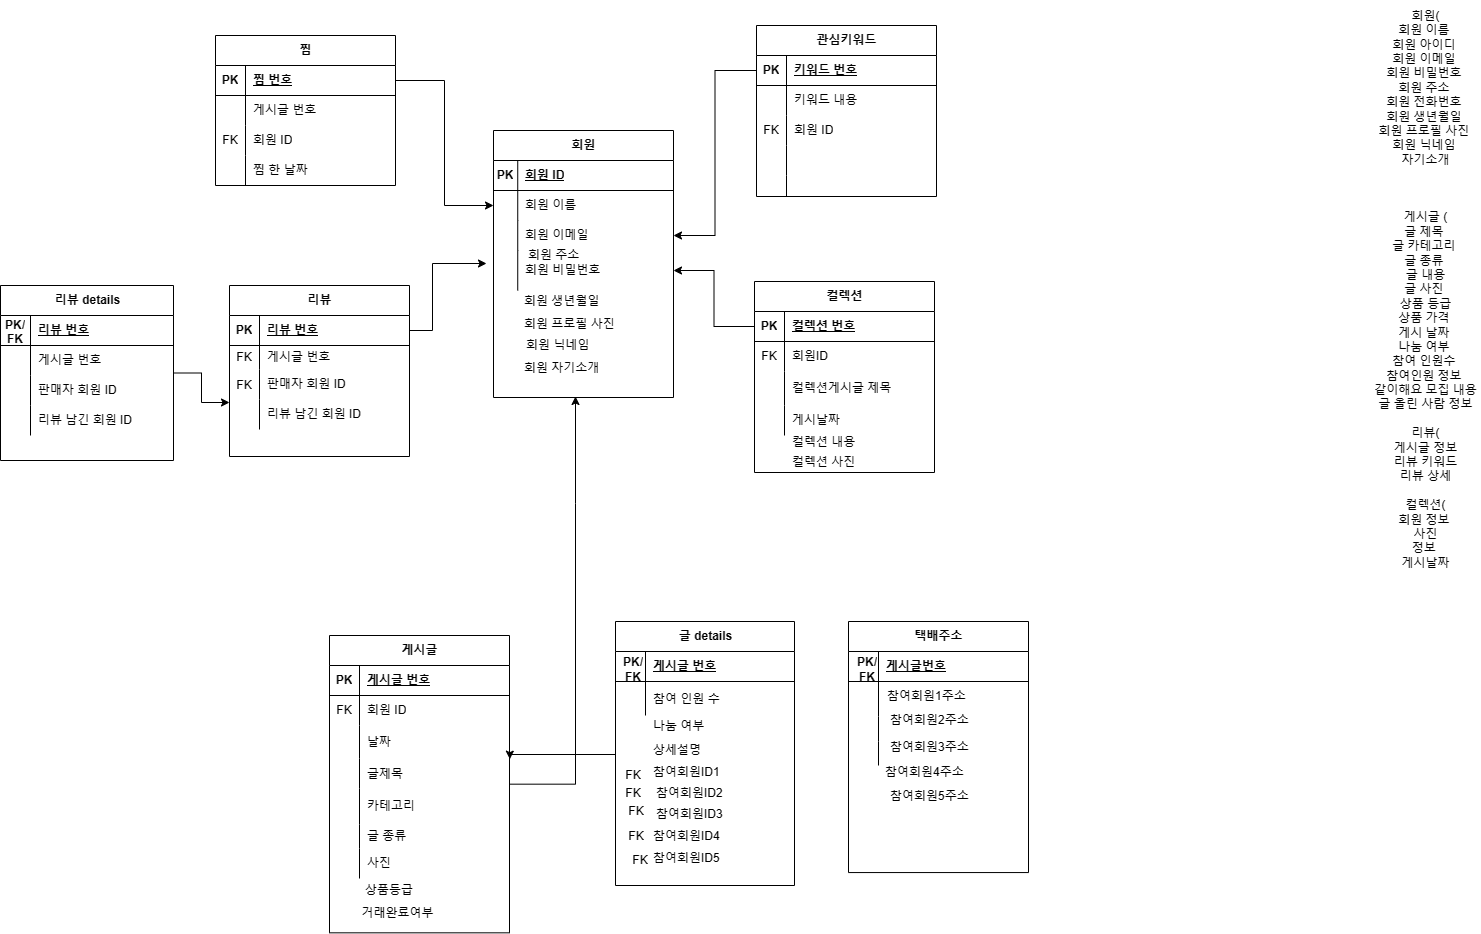 찜
PK 찜 번호
게시글 번호
FK 회원 ID
찜 한 날짜
관심키워드
PK 키워드 번호
키워드 내용
FK 회원 ID
회원
PK 회원 ID
회원 이름
회원 이메일
회원 주소
회원 비밀번호
회원 생년월일
회원 프로필 사진
회원 닉네임
회원 자기소개
리뷰 details
PK/
FK 리뷰 번호
게시글 번호
판매자 회원 ID
리뷰 남긴 회원 ID
리뷰
PK 리뷰 번호
FK 게시글 번호
FK 판매자 회원 ID
리뷰 남긴 회원 ID
컬렉션
PK 컬렉션 번호
FK 회원ID
컬렉션게시글 제목
게시날짜
컬렉션 내용
컬렉션 사진
게시글
PK 게시글 번호
FK 회원 ID
날짜
글제목
카테고리
글 종류
사진
상품등급
거래완료여부
글 details
PK/
FK 게시글 번호
참여 인원 수
나눔 여부
상세설명
FK 참여회원ID1
FK 참여회원ID2
FK 참여회원ID3
FK 참여회원ID4
FK 참여회원ID5
택배주소
PK/
FK 게시글번호
참여회원1주소
참여회원2주소
참여회원3주소
참여회원4주소
참여회원5주소
회원(
회원 이름
회원 아이디
회원 이메일
회원 비밀번호
회원 주소
회원 전화번호
회원 생년월일
회원 프로필 사진
회원 닉네임
자기소개
게시글 (
글 제목
글 카테고리
글 종류
글 내용
글 사진
상품 등급
상품 가격
게시 날짜
나눔 여부
참여 인원수
참여인원 정보
같이해요 모집 내용
글 올린 사람 정보
리뷰(
게시글 정보
리뷰 키워드
리뷰 상세
컬렉션(
회원 정보
사진
정보
게시날짜